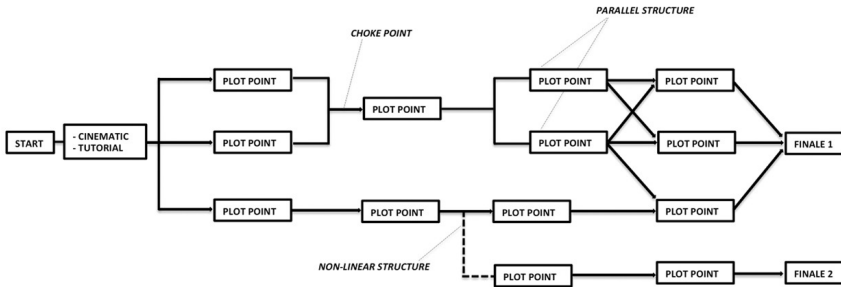 PARALLEL STRUCTURE
CHOKE POINT
PLOT POINT
PLOT POINT
PLOT POINT
PLOT POINT
START
- CINEMATIC
- TUTORIAL
PLOT POINT
PLOT POINT
PLOT POINT
FINALE 1
PLOT POINT
PLOT POINT
PLOT POINT
PLOT POINT
NON-LINEAR STRUCTURE
PLOT POINT
PLOT POINT
FINALE 2